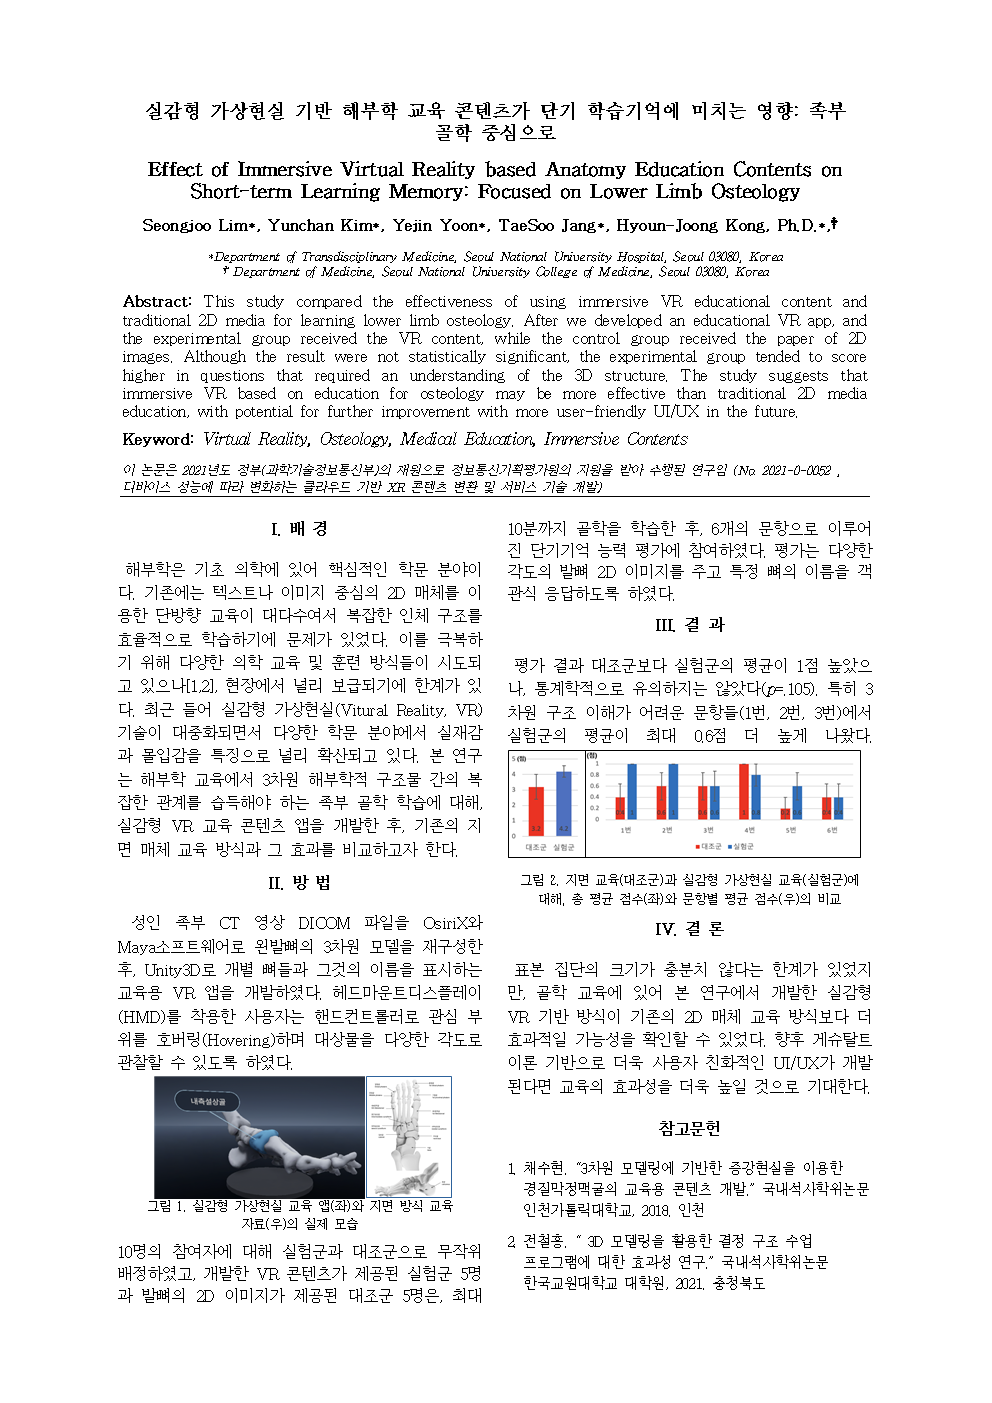 실감형 가상현실 기반 해부학 교육 콘텐츠가 단기 학습기억에 미치는 영향: 족부
골학 중심으로
Effect of Immersive Virtual Reality based Anatomy Education Contents on
Short-term Learning Memory: Focused on Lower Limb Osteology
Seongjoo Lim*, Yunchan Kim*, Yejin Yoon*, TaeSoo Jang*, Hyoun-Joong Kong, Ph.D.*,†
*Department of Transdisciplinary Medicine, Seoul National University Hospital, Seoul 03080, Korea
† Department of Medicine, Seoul National University College of Medicine, Seoul 03080, Korea
Abstract: This study compared the effectiveness of using immersive VR educational content and
traditional 2D media for learning lower limb osteology. After we developed an educational VR app, and
the experimental group received the VR content, while the control group received the paper of 2D
images. Although the result were not statistically significant, the experimental group tended to score
higher in questions that required an understanding of the 3D structure. The study suggests that
immersive VR based on education for osteology may be more effective than traditional 2D media
education, with potential for further improvement with more user-friendly UI/UX in the future.
Keyword: Virtual Reality, Osteology, Medical Education, Immersive Contents
이 논문은 2021년도 정부(과학기술정보통신부)의 재원으로 정보통신기획평가원의 지원을 받아 수행된 연구임 (No. 2021-0-0052 ,
디바이스 성능에 따라 변화하는 클라우드 기반 XR 콘텐츠 변환 및 서비스 기술 개발)
I. 배 경
해부학은 기초 의학에 있어 핵심적인 학문 분야이
다. 기존에는 텍스트나 이미지 중심의 2D 매체를 이
용한 단방향 교육이 대다수여서 복잡한 인체 구조를
효율적으로 학습하기에 문제가 있었다. 이를 극복하
기 위해 다양한 의학 교육 및 훈련 방식들이 시도되
고 있으나[1,2], 현장에서 널리 보급되기에 한계가 있
다. 최근 들어 실감형 가상현실(Vitural Reality, VR)
기술이 대중화되면서 다양한 학문 분야에서 실재감
과 몰입감을 특징으로 널리 확산되고 있다. 본 연구
는 해부학 교육에서 3차원 해부학적 구조물 간의 복
잡한 관계를 습득해야 하는 족부 골학 학습에 대해,
실감형 VR 교육 콘텐츠 앱을 개발한 후, 기존의 지
면 매체 교육 방식과 그 효과를 비교하고자 한다.
II. 방 법
성인 족부 CT 영상 DICOM 파일을 OsiriX와
Maya소프트웨어로 왼발뼈의 3차원 모델을 재구성한
후, Unity3D로 개별 뼈들과 그것의 이름을 표시하는
교육용 VR 앱을 개발하였다. 헤드마운트디스플레이
(HMD)를 착용한 사용자는 핸드컨트롤러로 관심 부
위를 호버링(Hovering)하며 대상물을 다양한 각도로
관찰할 수 있도록 하였다.
내측설상골
그림 1. 실감형 가상현실 교육 앱(좌)와 지면 방식 교육
자료(우)의 실제 모습
10명의 참여자에 대해 실험군과 대조군으로 무작위
배정하였고, 개발한 VR 콘텐츠가 제공된 실험군 5명
과 발뼈의 2D 이미지가 제공된 대조군 5명은, 최대
10분까지 골학을 학습한 후, 6개의 문항으로 이루어
진 단기기억 능력 평가에 참여하였다. 평가는 다양한
각도의 발뼈 2D 이미지를 주고 특정 뼈의 이름을 객
관식 응답하도록 하였다.
III. 결 과
평가 결과 대조군보다 실험군의 평균이 1점 높았으
나, 통계학적으로 유의하지는 않았다(p=.105). 특히 3
차원 구조 이해가 어려운 문항들(1번, 2번, 3번)에서
실험군의 평균이 최대 0.6점 더 높게 나왔다.
5 (점)
4
3
2
1
0
3.2 4.2
대조군 실험군
(점)
1
0.8
0.6
0.4
0.2
0
0.4 1 0.6 1 0.6 0.6 1 0.8 0.2 0.6 0.4 0.4
1번 2번 3번 4번 5번 6번
■ 대조군 ■ 실험군
그림 2. 지면 교육(대조군)과 실감형 가상현실 교육(실험군)에
대해, 총 평균 점수(좌)와 문항별 평균 점수(우)의 비교
IV. 결 론
표본 집단의 크기가 충분치 않다는 한계가 있었지
만, 골학 교육에 있어 본 연구에서 개발한 실감형
VR 기반 방식이 기존의 2D 매체 교육 방식보다 더
효과적일 가능성을 확인할 수 있었다. 향후 게슈탈트
이론 기반으로 더욱 사용자 친화적인 UI/UX가 개발
된다면 교육의 효과성을 더욱 높일 것으로 기대한다.
참고문헌
1. 채수현, “3차원 모델링에 기반한 증강현실을 이용한
경질막정맥굴의 교육용 콘텐츠 개발.” 국내석사학위논문
인천가톨릭대학교, 2018. 인천
2. 전철홍, “ 3D 모델링을 활용한 결정 구조 수업
프로그램에 대한 효과성 연구.” 국내석사학위논문
한국교원대학교 대학원, 2021. 충청북도